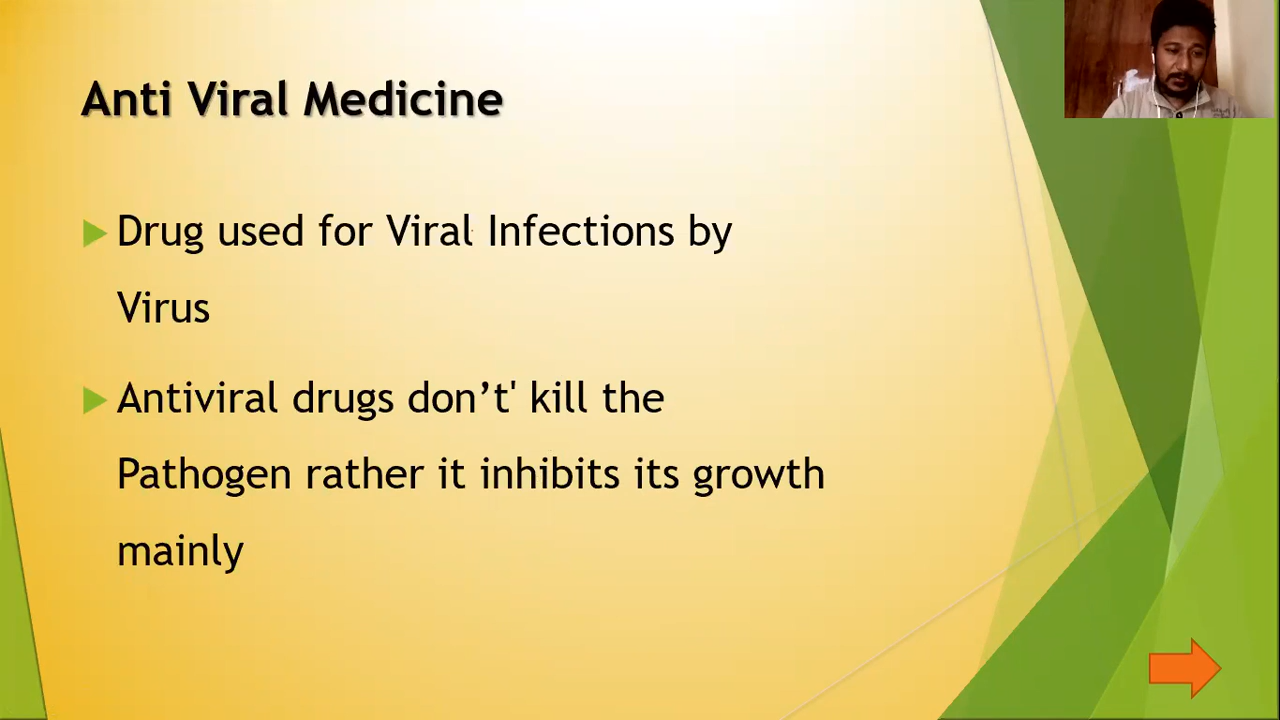 Anti Viral Medicine
Drug used for Viral Infections by
Virus
Antiviral drugs don’t' kill the
Pathogen rather it inhibits its growth
mainly